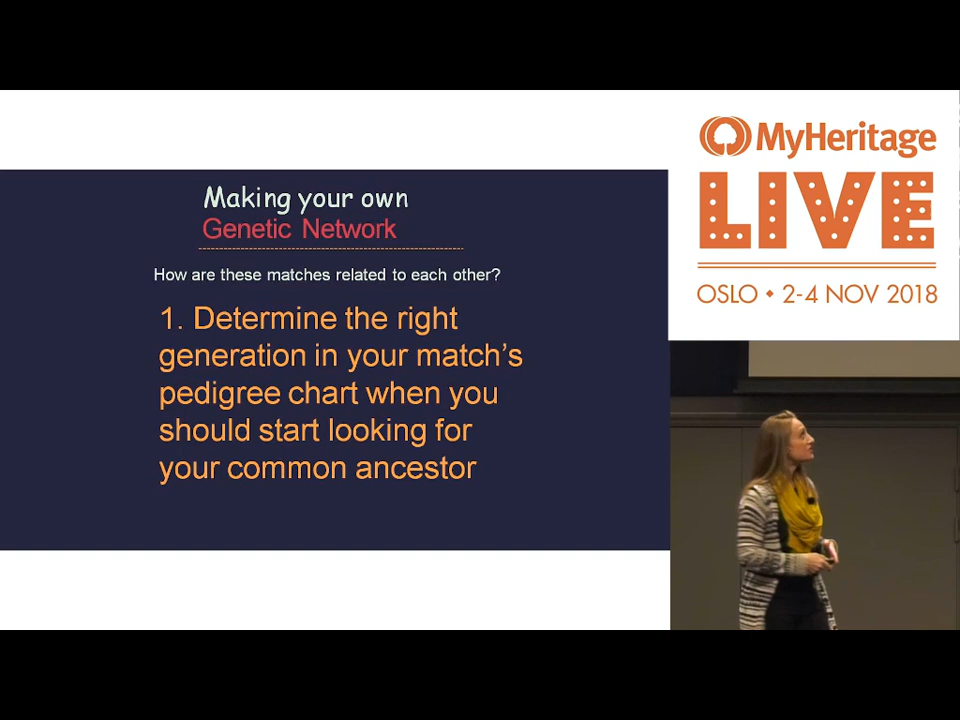 Making your own
Genetic Network
How are these matches related to each other?
1. Determine the right
generation in your match's
pedigree chart when you
should start looking for
your common ancestor
MyHeritage
LIVE
OSLO • 2-4 NOV 2018